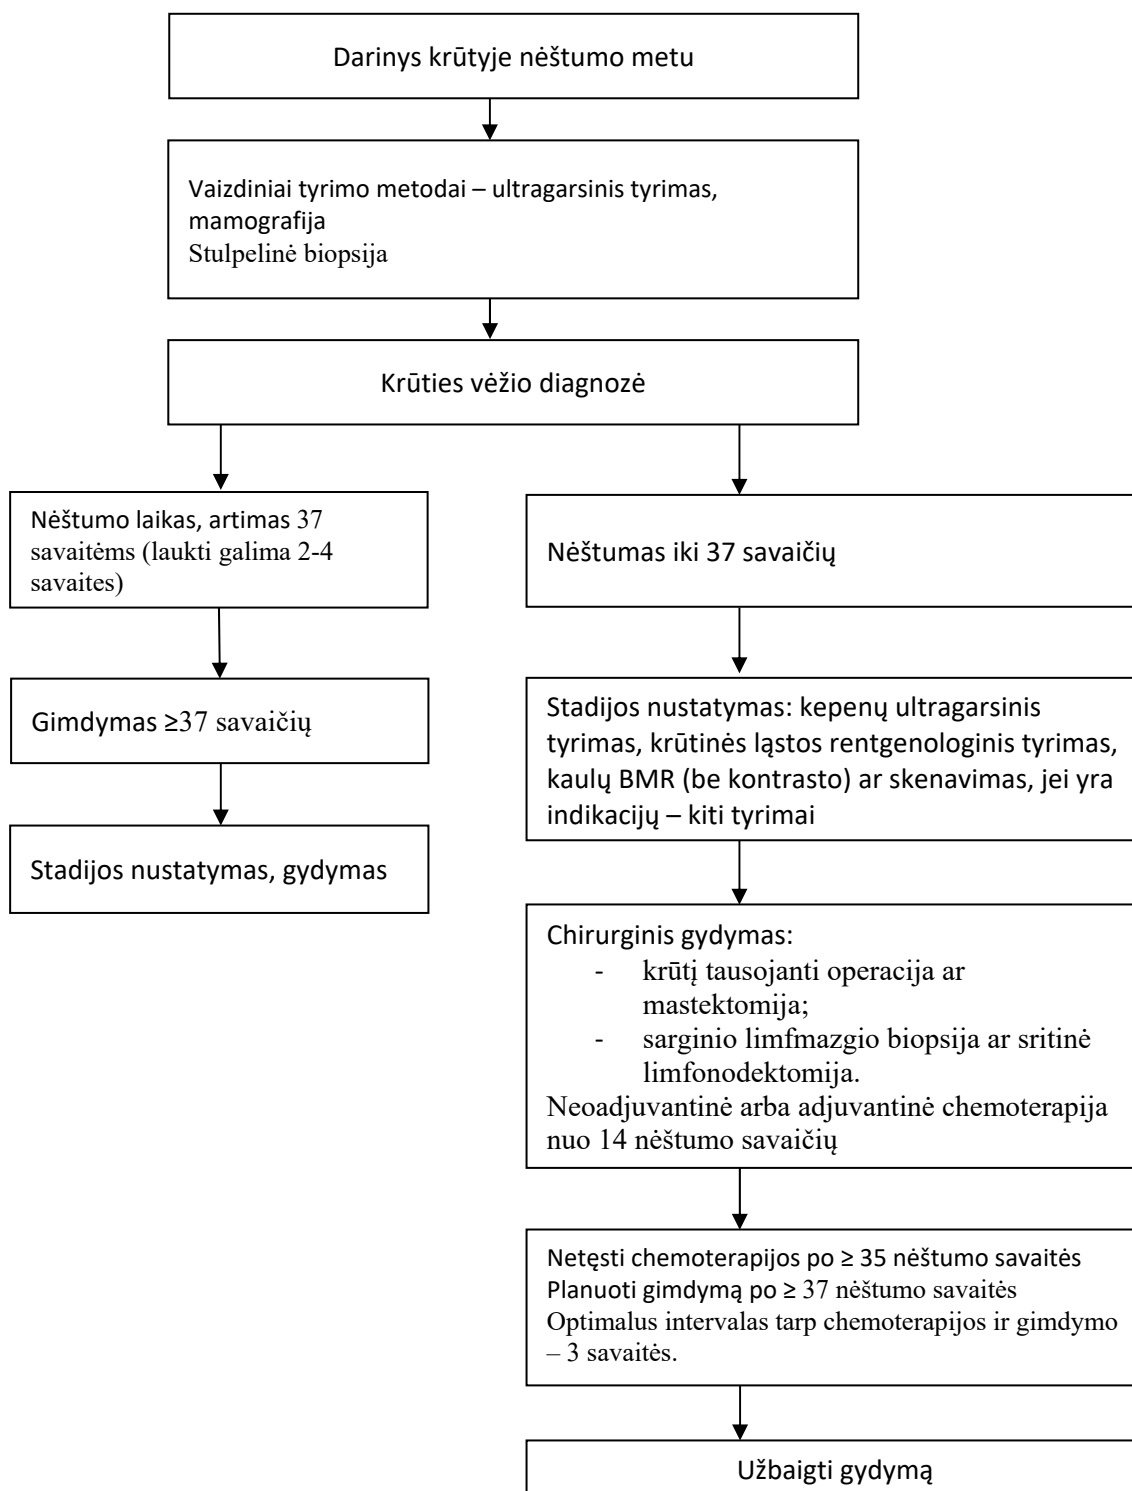 Darinys krūtyje nėštumo metu
Vaizdiniai tyrimo metodai – ultragarsinis tyrimas,
mamografija
Stulpelinė biopsija
Krūties vėžio diagnozė
Nėštumo laikas, artimas 37
savaitėms (laukti galima 2-4
savaites)
Gimdymas ≥37 savaičių
Stadijos nustatymas, gydymas
Nėštumas iki 37 savaičių
Stadijos nustatymas: kepenų ultragarsinis
tyrimas, krūtinės ląstos rentgenologinis tyrimas,
kaulų BMR (be kontrasto) ar skenavimas, jei yra
indikacijų – kiti tyrimai
Chirurginis gydymas:
- krūtį tausojanti operacija ar
mastektomija;
- sarginio limfmazgio biopsija ar sritinė
limfonodektomija.
Neoadjuvantinė arba adjuvantinė chemoterapija
nuo 14 nėštumo savaičių
Netęsti chemoterapijos po ≥ 35 nėštumo savaitės
Planuoti gimdymą po ≥ 37 nėštumo savaitės
Optimalus intervalas tarp chemoterapijos ir gimdymo
– 3 savaitės.
Užbaigti gydymą